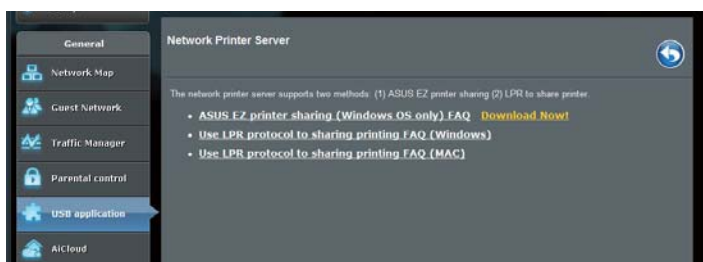 General
Network Map
Guest Network
Traffic Manager
Parental control
USB application
AiCloud
Network Printer Server
The network printer server supports two methods: (1) ASUS EZ printer sharing (2) LPR to share printer.
ASUS EZ printer sharing (Windows OS only) FAQ Download Now!
Use LPR protocol to sharing printing FAQ (Windows)
Use LPR protocol to sharing printing FAQ (MAC)